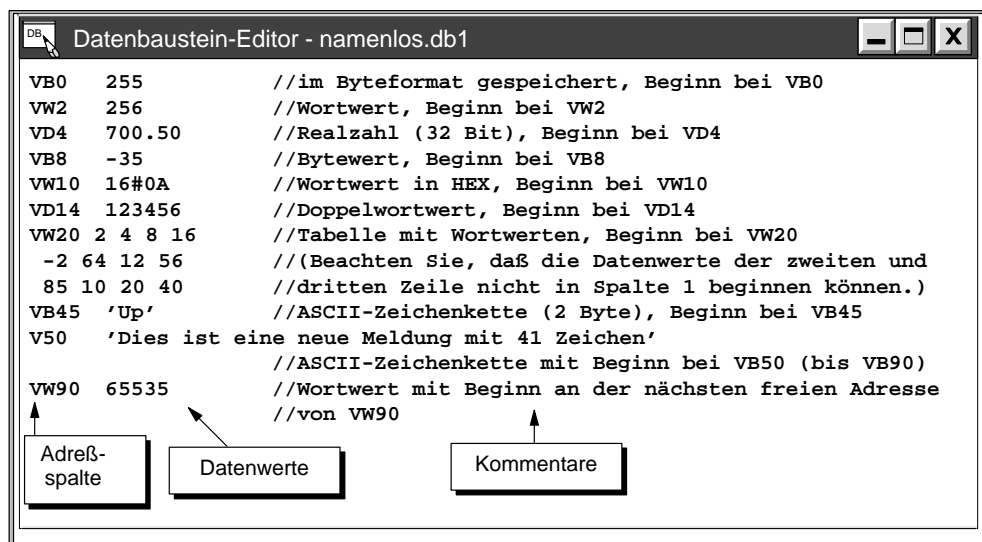 DB
Datenbaustein-Editor - namenlos.db1
VB0 255 //im Byteformat gespeichert, Beginn bei VB0
VW2 256 //Wortwert, Beginn bei VW2
VD4 700.50 //Realzahl (32 Bit), Beginn bei VD4
VB8 -35 //Bytewert, Beginn bei VB8
VW10 16#0A //Wortwert in HEX, Beginn bei VW10
VD14 123456 //Doppelwortwert, Beginn bei VD14
VW20 2 4 8 16 //Tabelle mit Wortwerten, Beginn bei VW20
-2 64 12 56 //(Beachten Sie, daß die Datenwerte der zweiten und
85 10 20 40 //dritten Zeile nicht in Spalte 1 beginnen können.)
VB45 ’Up’ //ASCII-Zeichenkette (2 Byte), Beginn bei VB45
V50 ’Dies ist eine neue Meldung mit 41 Zeichen’
//ASCII-Zeichenkette mit Beginn bei VB50 (bis VB90)
VW90 65535 //Wortwert mit Beginn an der nächsten freien Adresse
//von VW90
Adreß-
spalte
Datenwerte
Kommentare